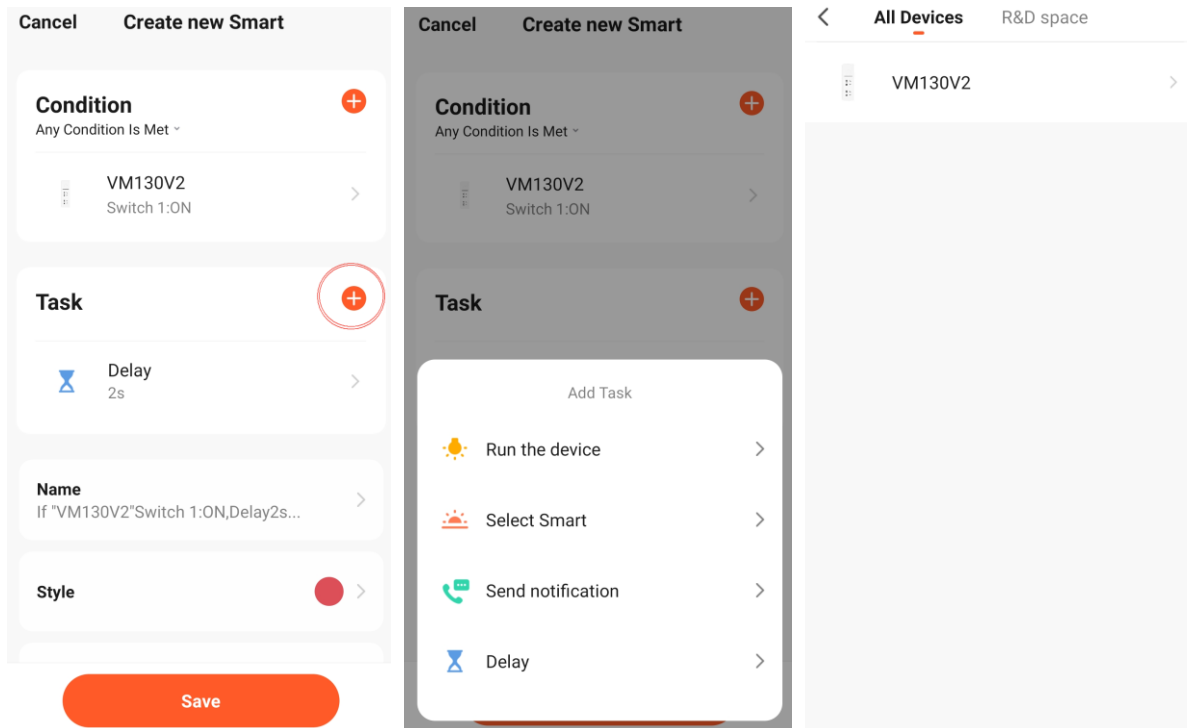 Cancel
Create new Smart
Condition
Any Condition Is Met
VM130V2
Switch 1:ON
Task
Delay
2s
Name
If "VM130V2"Switch 1:ON,Delay2s...
Style
Save
Cancel
Create new Smart
Condition
Any Condition Is Met
VM130V2
Switch 1:ON
Task
Add Task
Run the device
Select Smart
Send notification
Delay
All Devices
R&D space
VM130V2